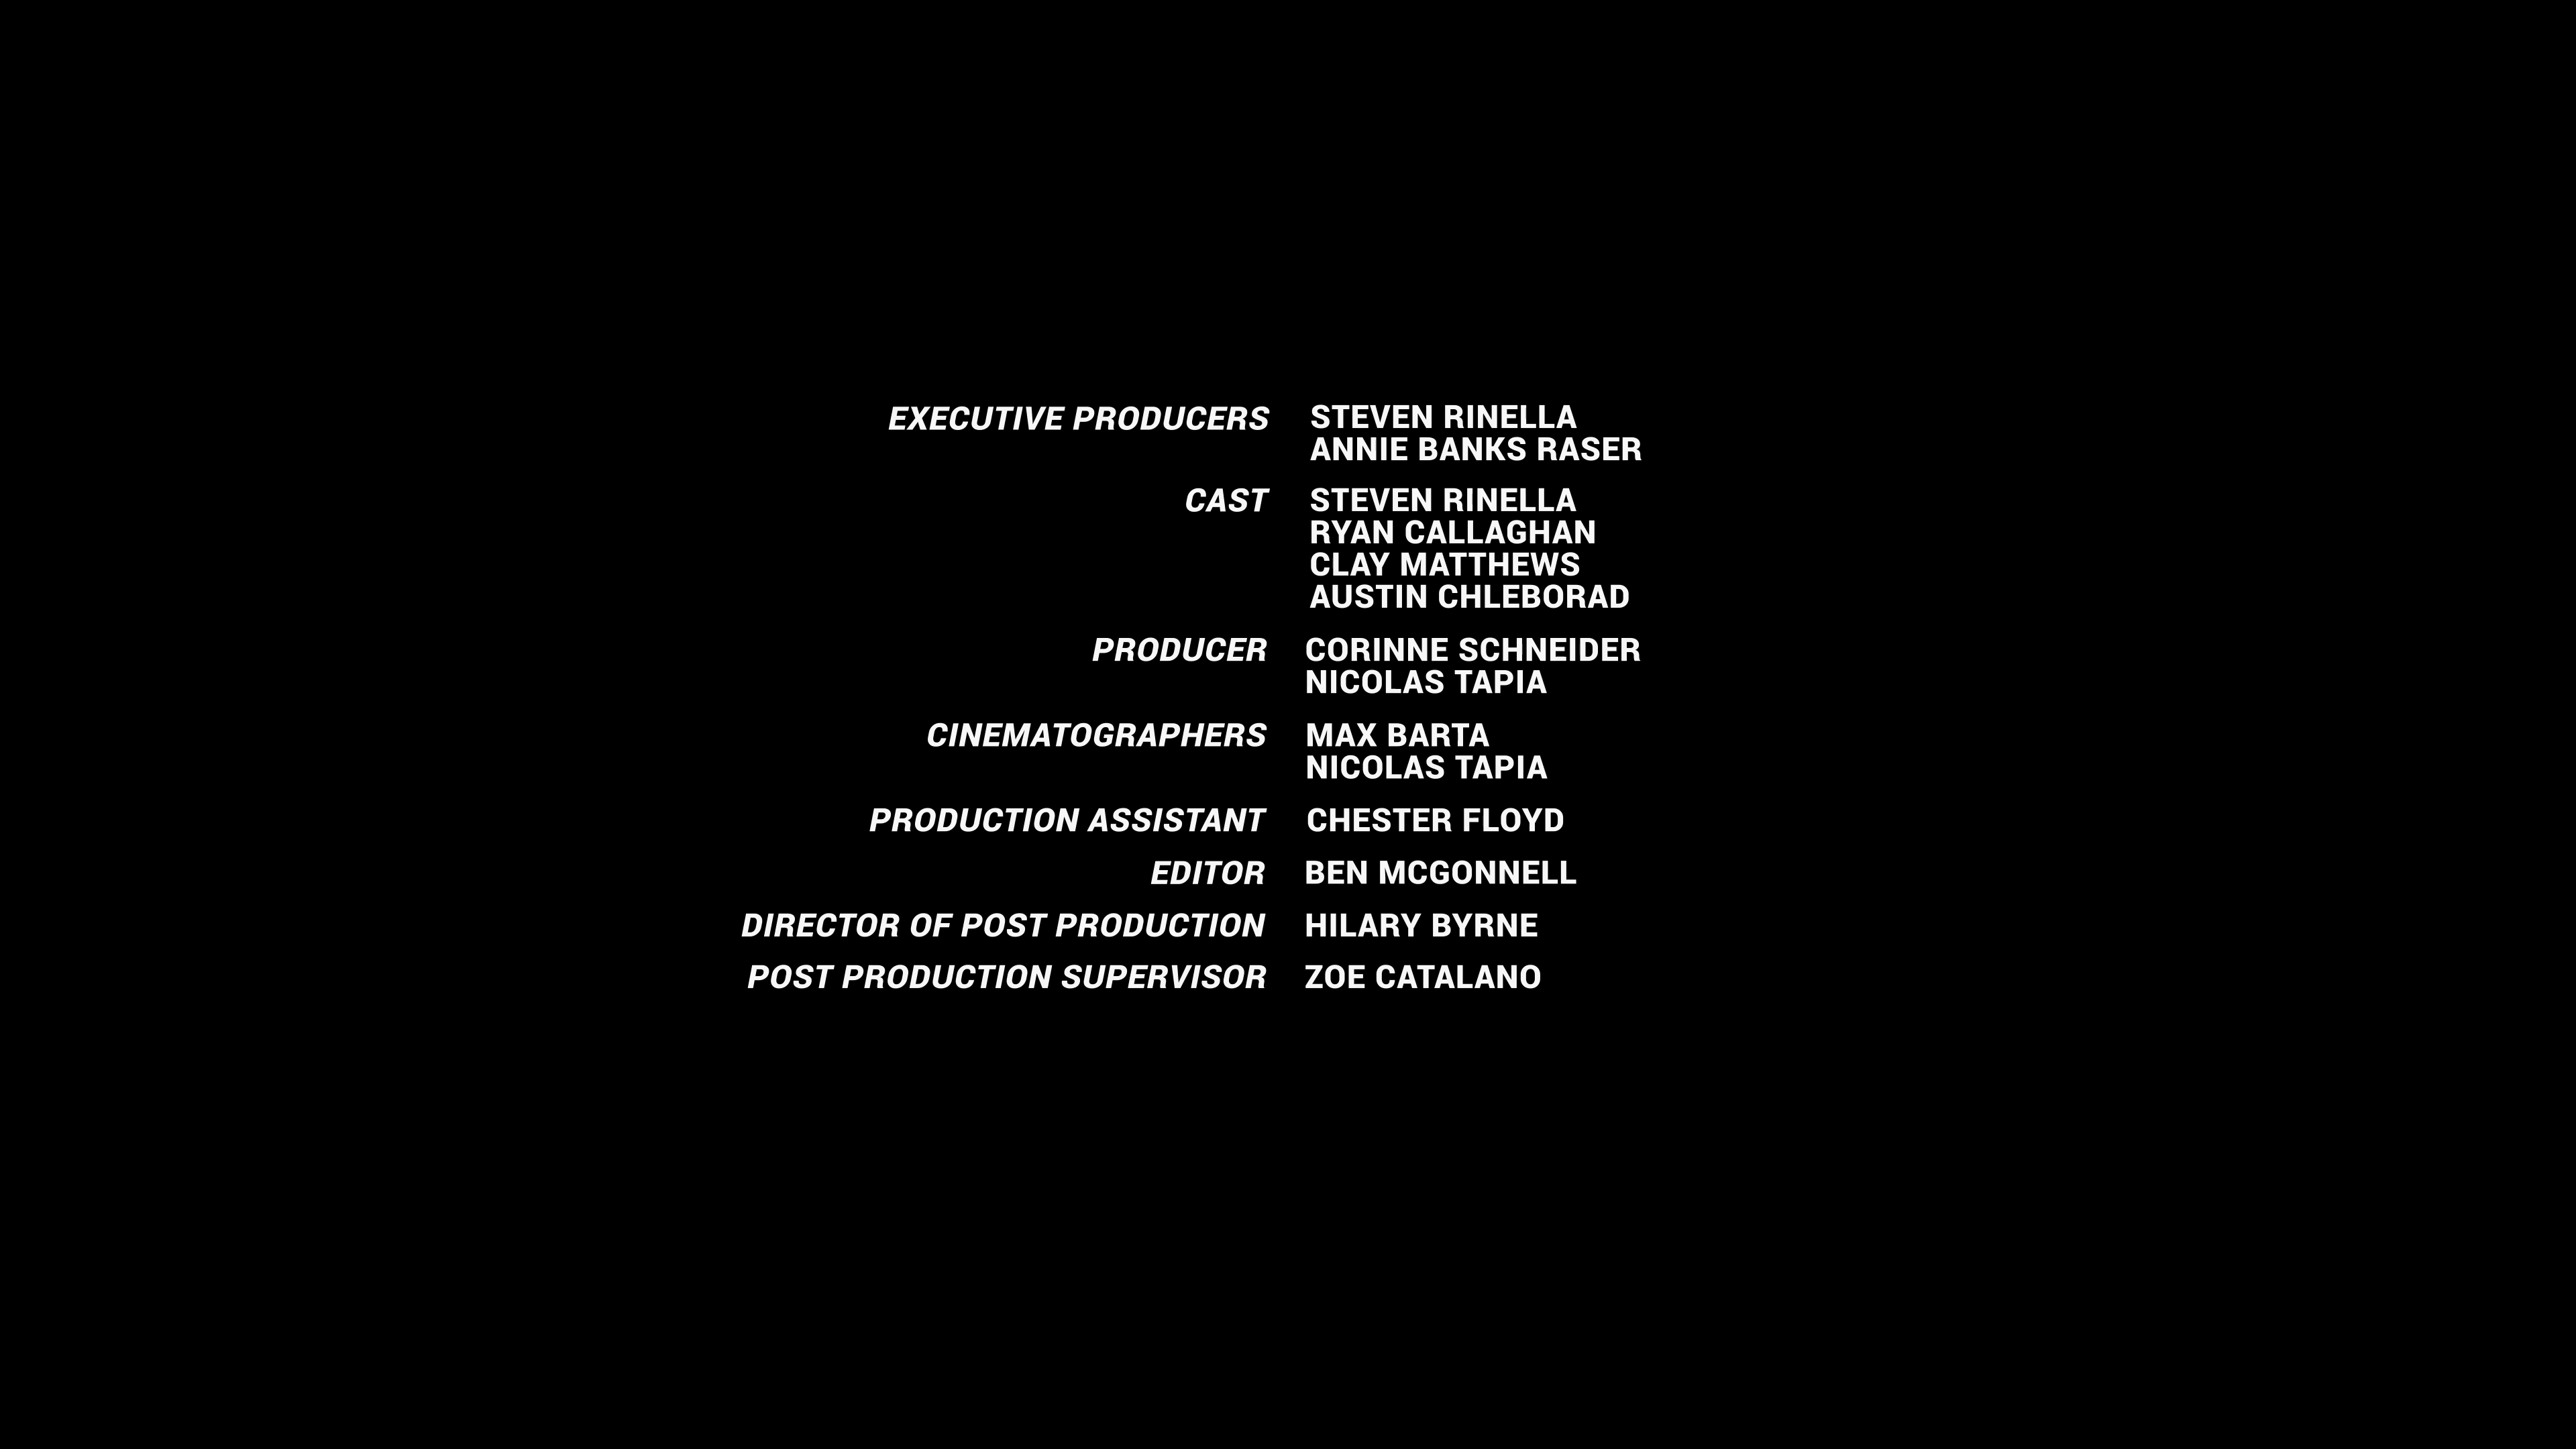 EXECUTIVE PRODUCERS STEVEN RINELLA
ANNIE BANKS RASER
CAST STEVEN RINELLA
RYAN CALLAGHAN
CLAY MATTHEWS
AUSTIN CHLEBORAD
PRODUCER CORINNE SCHNEIDER
NICOLAS TAPIA
CINEMATOGRAPHERS MAX BARTA
NICOLAS TAPIA
PRODUCTION ASSISTANT CHESTER FLOYD
EDITOR BEN MCGONNELL
DIRECTOR OF POST PRODUCTION HILARY BYRNE
POST PRODUCTION SUPERVISOR ZOE CATALANO